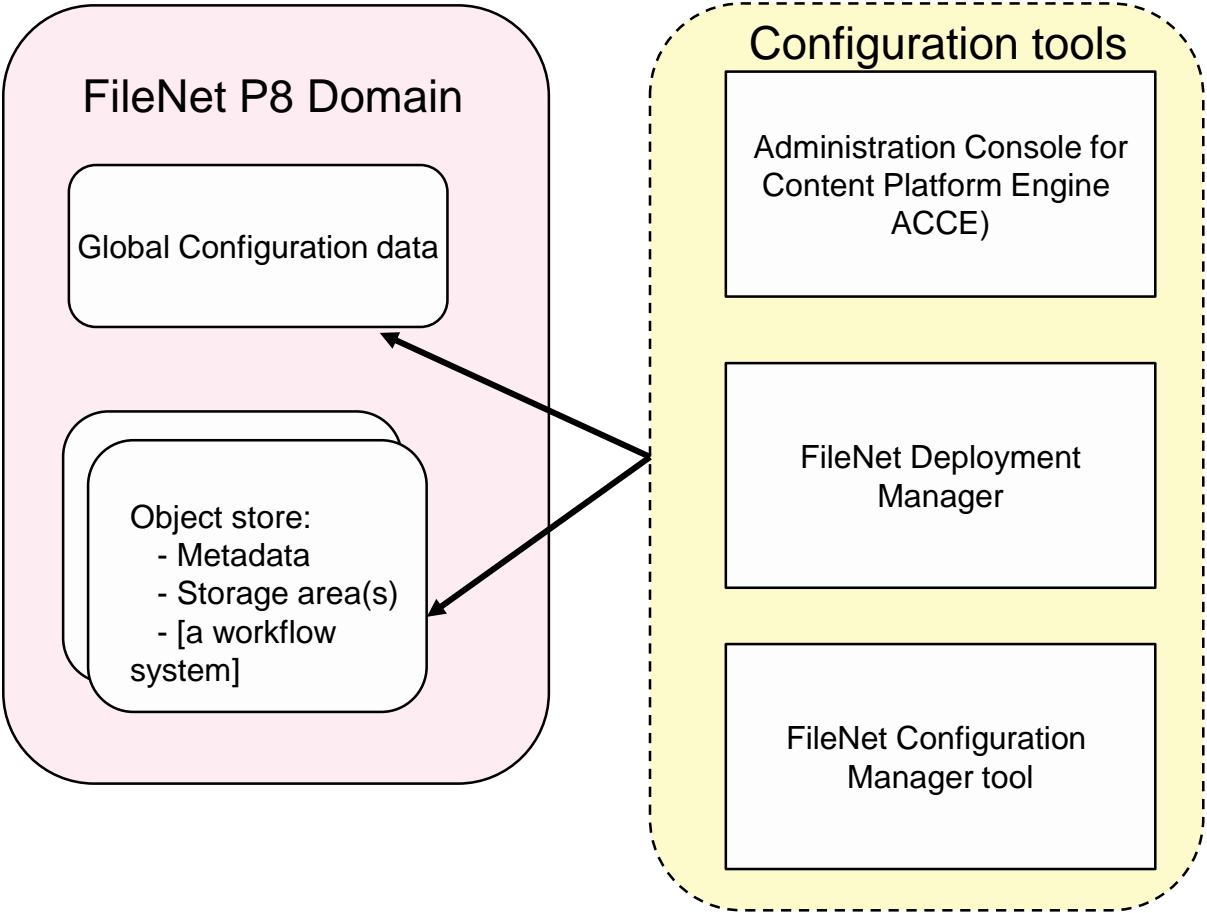 FileNet P8 Domain
Global Configuration data
Object store:
- Metadata
- Storage area(s)
- [a workflow
system]
Configuration tools
Administration Console for
Content Platform Engine
ACCE)
FileNet Deployment
Manager
FileNet Configuration
Manager tool